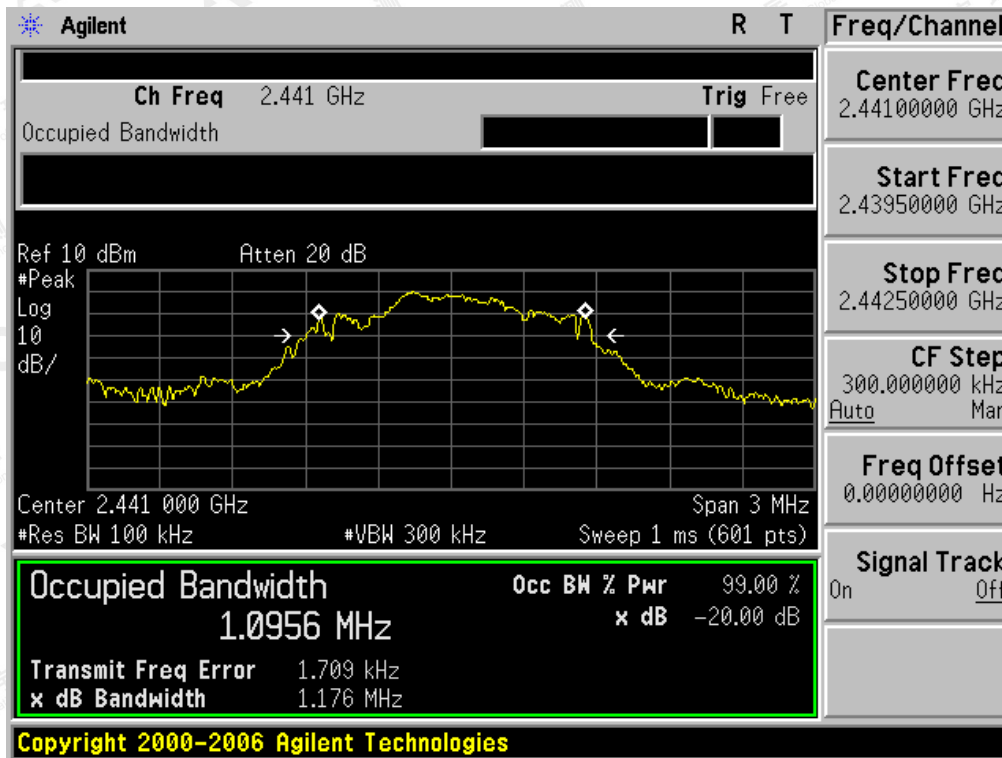 Agilent R T Freq/Channel
Ch Freq 2.441 GHz Trig Free
Occupied Bandwidth
Center Freq
2.44100000 GHz
Start Freq
2.43950000 GHz
Stop Freq
2.44250000 GHz
CF Step
300.000000 kHz
Auto Man
Freq Offset
0.00000000 Hz
Signal Track
On Off
Ref 10 dBm Atten 20 dB
#Peak
Log
10
dB/
Center 2.441 000 GHz Span 3 MHz
#Res BW 100 kHz #VBW 300 kHz Sweep 1 ms (601 pts)
Occupied Bandwidth
1.0956 MHz
Occ BW % Pwr 99.00 %
x dB -20.00 dB
Transmit Freq Error 1.709 kHz
x dB Bandwidth 1.176 MHz
Copyright 2000-2006 Agilent Technologies